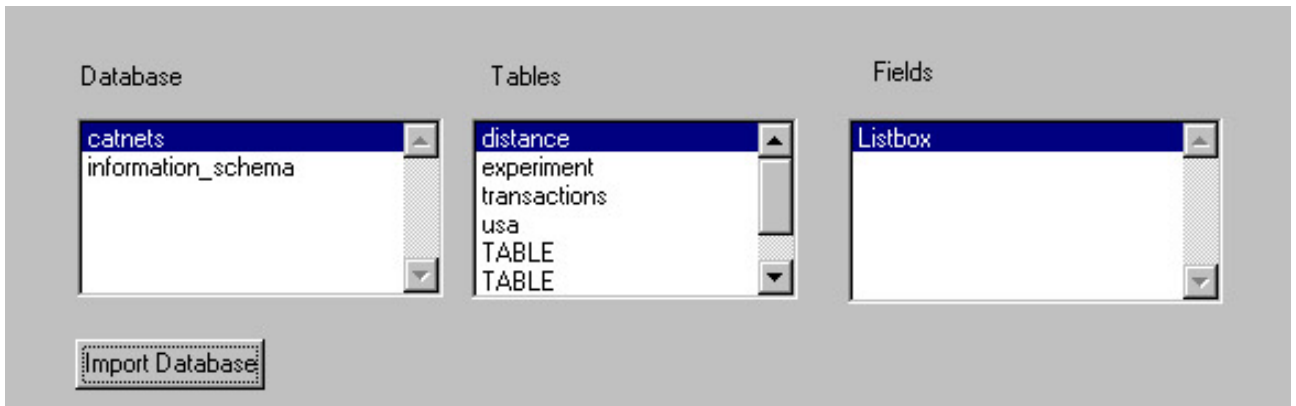 Database
Tables
Fields
catnets
information_schema
distance
experiment
transactions
usa
TABLE
TABLE
Listbox
Import Database